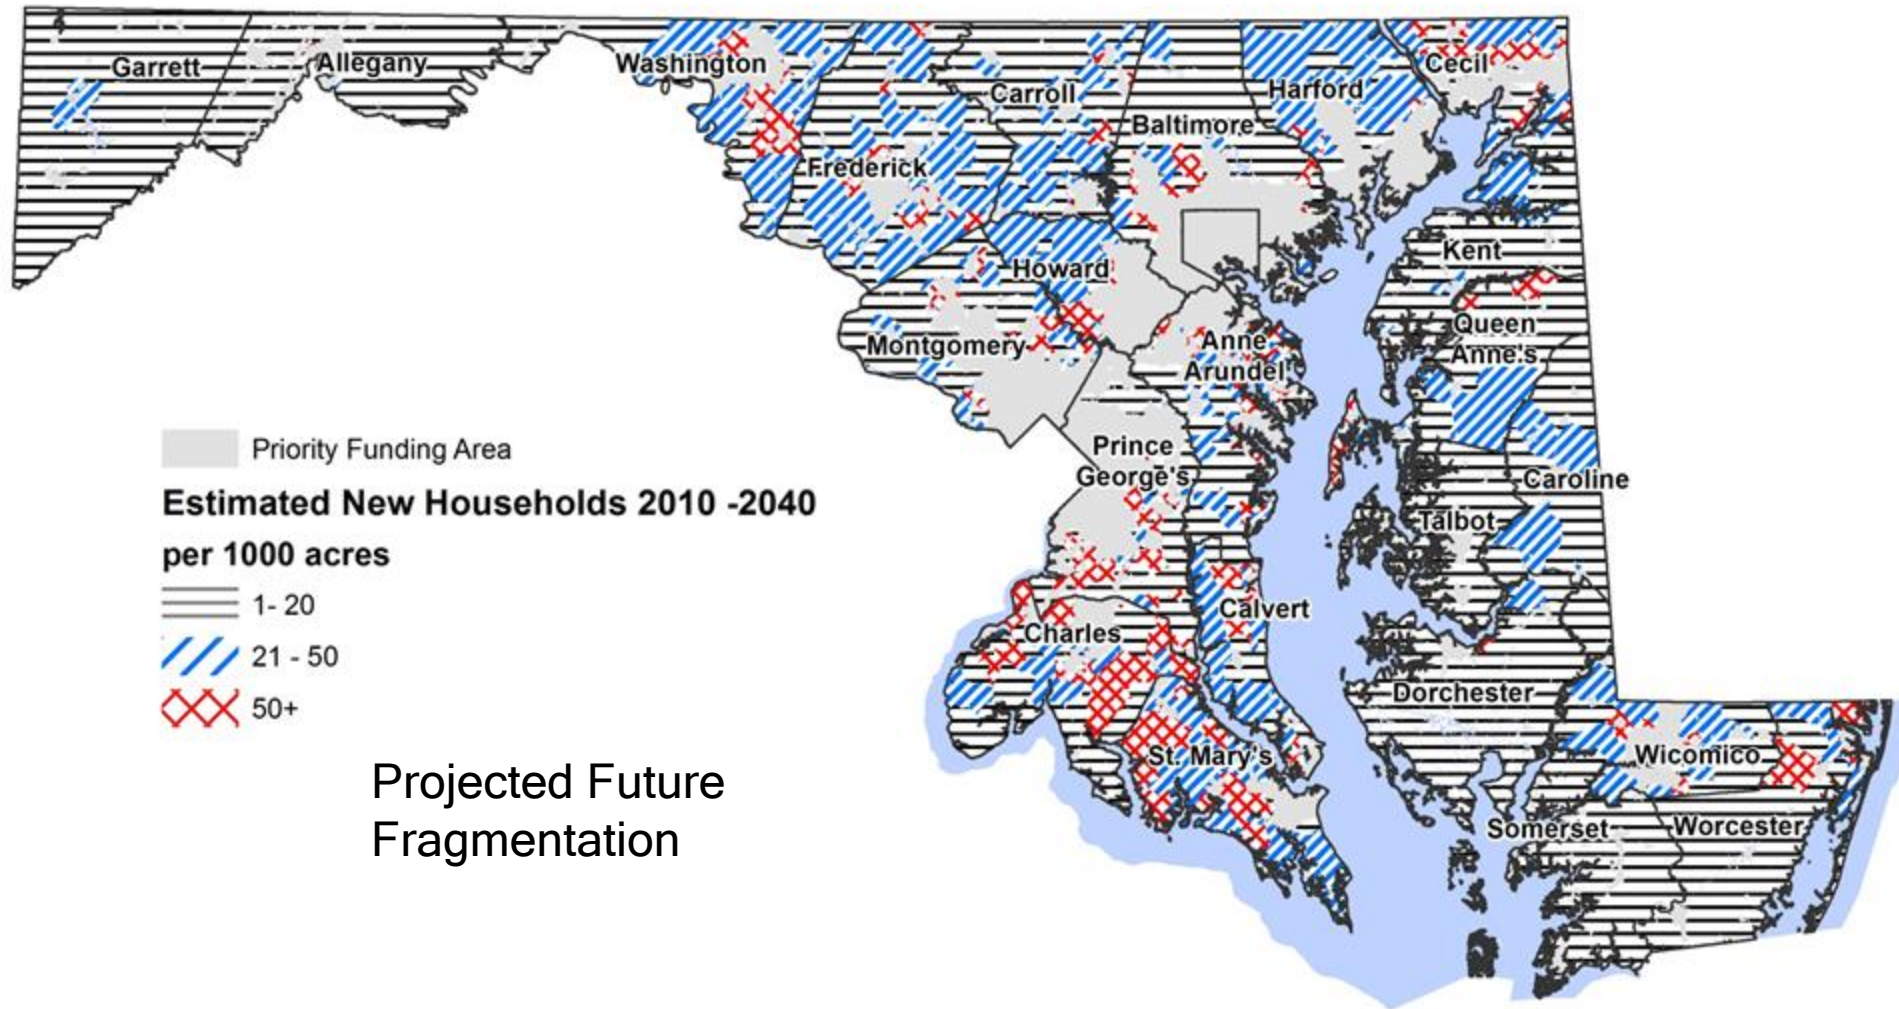 Garrett
Allegany
Washington
Frederick
Carroll
Baltimore
Harford
Cecil
Kent
Howard
Montgomery
Anne
Arundel
Queen
Anne's
Prince
George's
Caroline
Talbot
Calvert
Charles
St. Mary's
Dorchester
Wicomico
Somerset
Worcester
Priority Funding Area
Estimated New Households 2010 -2040
per 1000 acres
1- 20
21 - 50
50+
Projected Future
Fragmentation